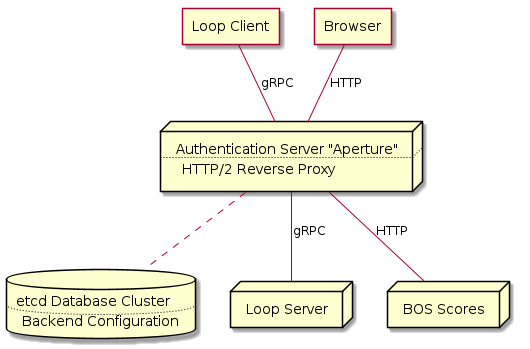 Loop Client
Browser
gRPC
HTTP
Authentication Server "Aperture"
HTTP/2 Reverse Proxy
gRPC
HTTP
etcd Database Cluster
Backend Configuration
Loop Server
BOS Scores